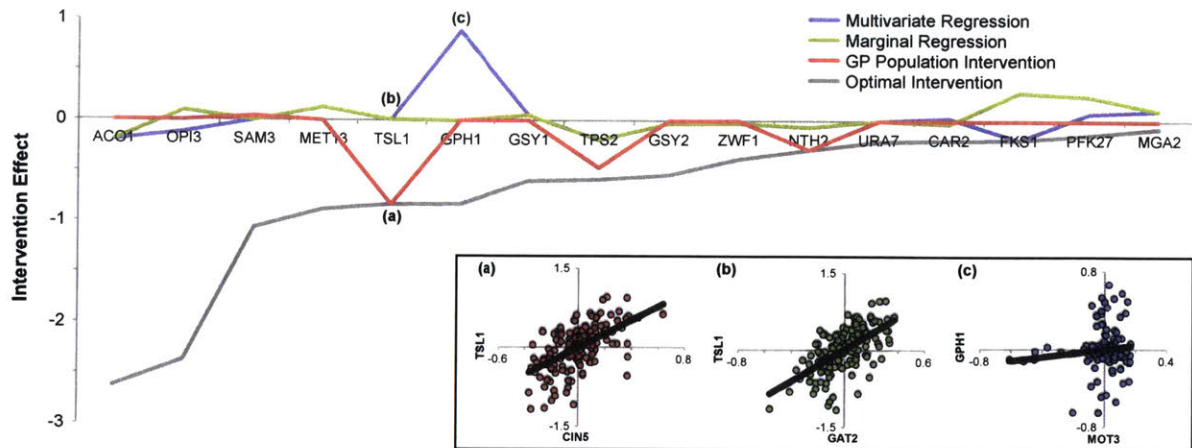 1
0
-1
-2
-3
Intervention Effect
Multivariate Regression
Marginal Regression
GP Population Intervention
Optimal Intervention
(c)
(b)
(a)
ACO1 OPI3 SAM3 MET13 TSL1 GPH1 GSY1 TPS2 GSY2 ZWF1 NTH2 URA7 CAR2 FKS1 PFK27 MGA2
(a)
1.5
TSL1
-0.6
0.8
-1.5
CIN5
(b)
1.5
TSL1
-0.8
0.6
-1.5
GAT2
(c)
0.8
GPH1
-0.8
0.4
-0.8
MOT3